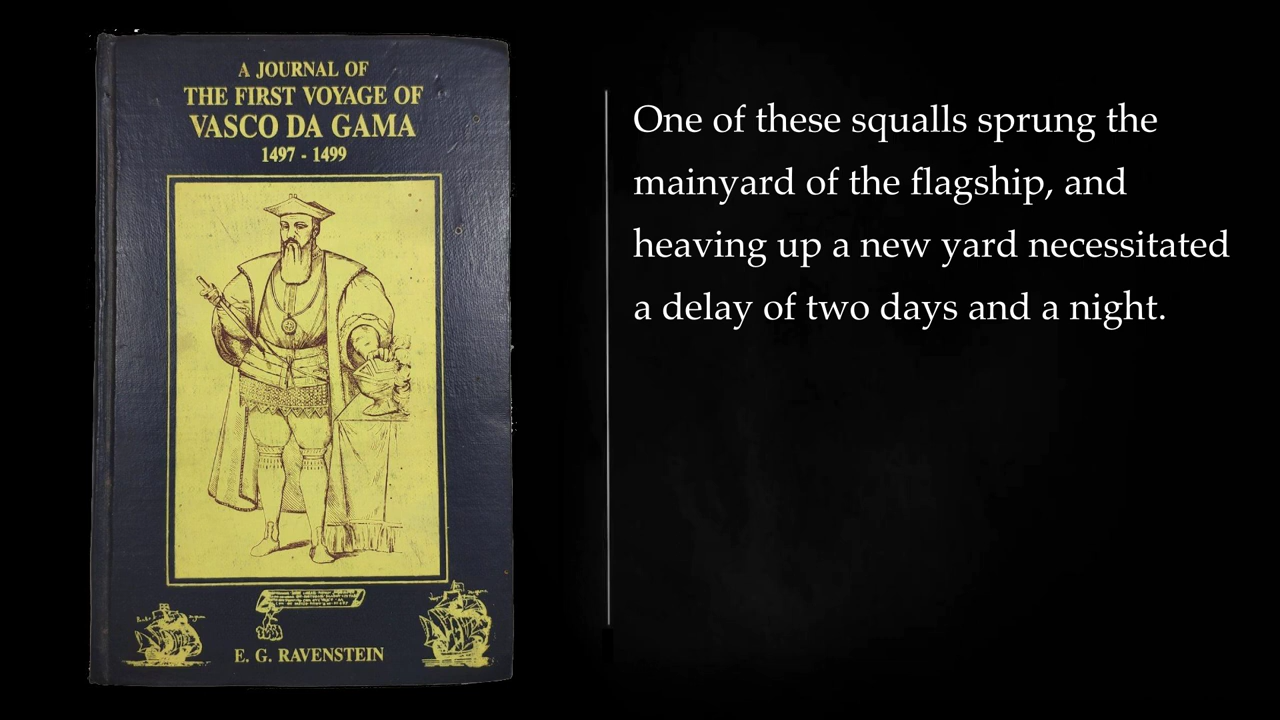 A JOURNAL OF
THE FIRST VOYAGE OF
VASCO DA GAMA
1497 - 1499
E. G. RAVENSTEIN
One of these squalls sprung the
mainyard of the flagship, and
heaving up a new yard necessitated
a delay of two days and a night.